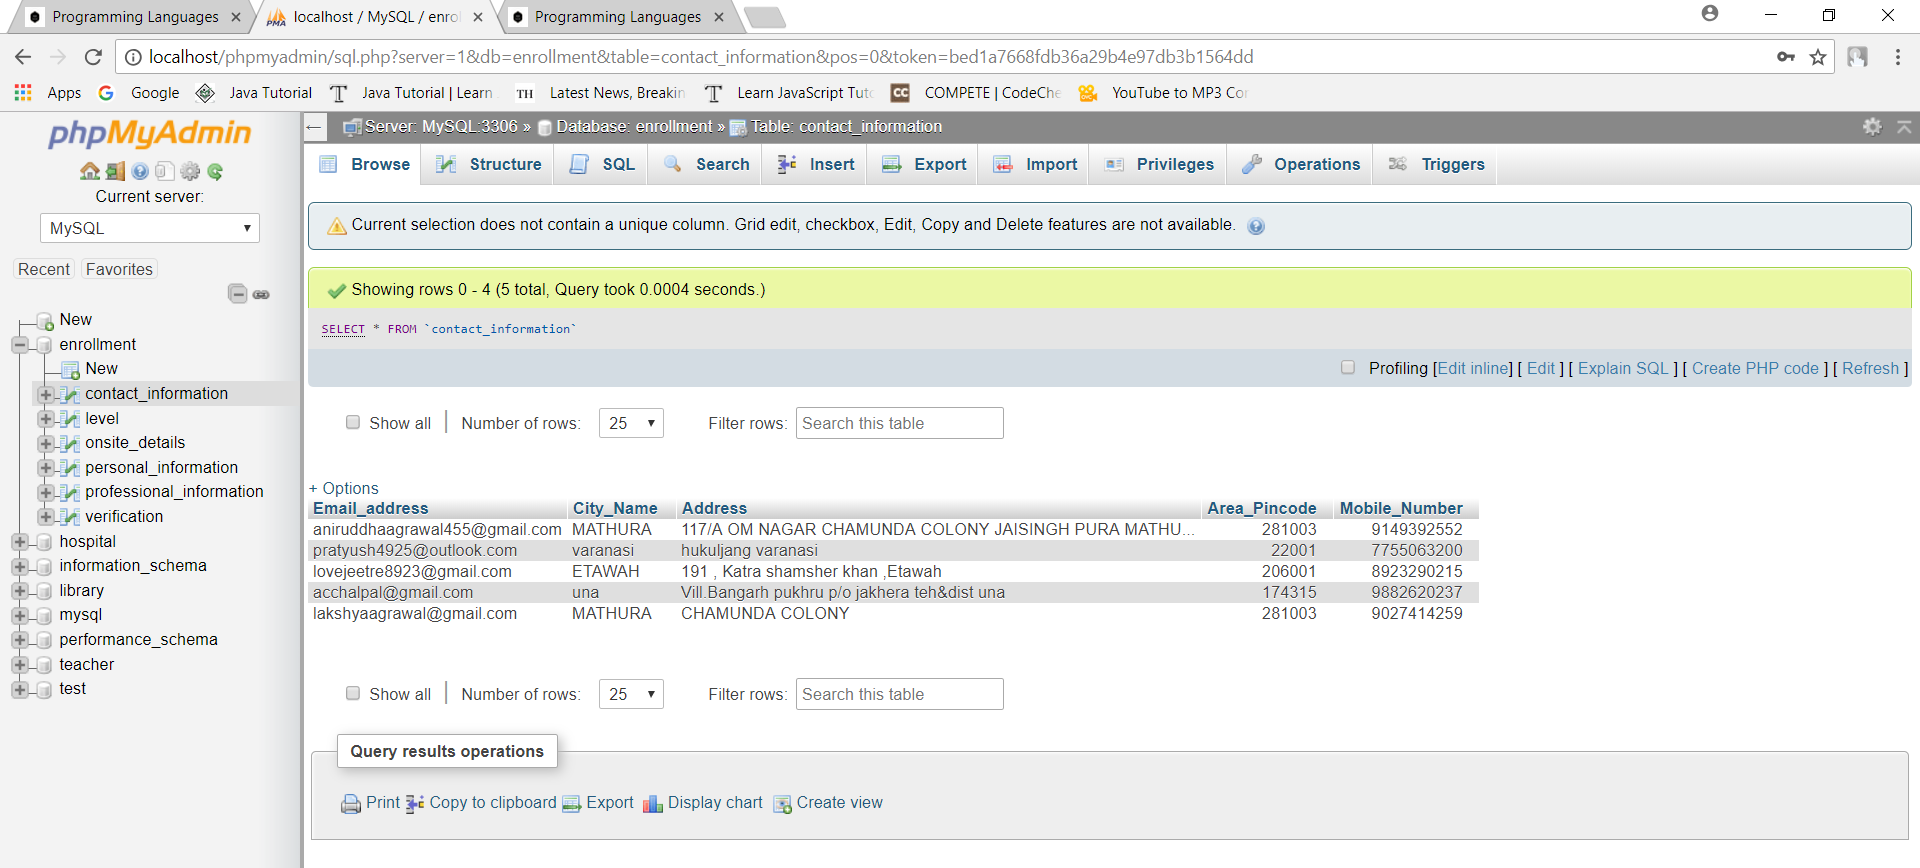 Programming Languages
localhost / MySQL / enro
Programming Languages
localhost/phpmyadmin/sql.php?server=1&db=enrollment&table=contact_information&pos=0&token=bed1a7668fdb36a29b4e97db3b1564dd
Apps G Google Java Tutorial T Java Tutorial | Learn TH Latest News, Breakin T Learn JavaScript Tut CC COMPETE | CodeChe YouTube to MP3 Co
phpMyAdmin
Current server:
MySQL
Recent Favorites
New
enrollment
New
contact_information
level
onsite_details
personal_information
professional_information
verification
hospital
information_schema
library
mysql
performance_schema
teacher
test
Server: MySQL:3306 » Database: enrollment » Table: contact_information
Browse Structure SQL Search Insert Export Import Privileges Operations Triggers
Current selection does not contain a unique column. Grid edit, checkbox, Edit, Copy and Delete features are not available.
Showing rows 0 - 4 (5 total, Query took 0.0004 seconds.)
SELECT * FROM `contact_information`
Profiling [Edit inline] [ Edit ] [ Explain SQL ] [ Create PHP code ] [ Refresh ]
Show all | Number of rows: 25 Filter rows: Search this table
+ Options
Email_address City_Name Address Area_Pincode Mobile_Number
aniruddhaagrawal455@gmail.com MATHURA 117/A OM NAGAR CHAMUNDA COLONY JAISINGH PURA MATHU... 281003 9149392552
pratyush4925@outlook.com varanasi hukuljang varanasi 22001 7755063200
lovejeetre8923@gmail.com ETAWAH 191 , Katra shamsher khan ,Etawah 206001 8923290215
acchalpal@gmail.com una Vill.Bangarh pukhru p/o jakhera teh&dist una 174315 9882620237
lakshyaagrawal@gmail.com MATHURA CHAMUNDA COLONY 281003 9027414259
Show all | Number of rows: 25 Filter rows: Search this table
Query results operations
Print Copy to clipboard Export Display chart Create view